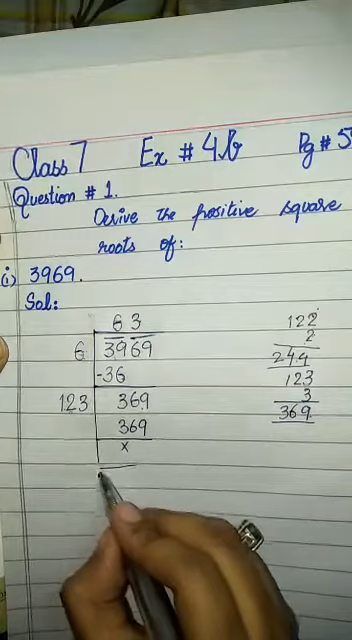 Class 7 Ex # 4b Pg # 5
Question # 1.
Derive the positive square
roots of:
(i) 3969.
Sol:
63
6 3969
-36
123 369
369
x
122
2
244
123
3
369